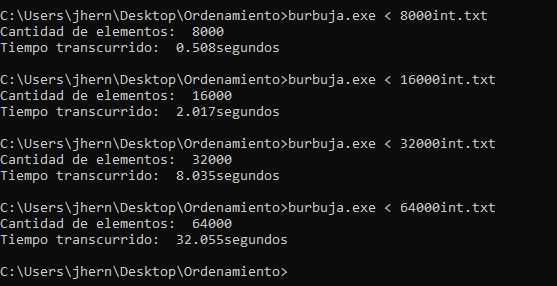 C:\Users\jhern\Desktop\Ordenamiento>burbuja.exe < 8000int.txt
Cantidad de elementos:  8000
Tiempo transcurrido:  0.508segundos
C:\Users\jhern\Desktop\Ordenamiento>burbuja.exe < 16000int.txt
Cantidad de elementos:  16000
Tiempo transcurrido:  2.017segundos
C:\Users\jhern\Desktop\Ordenamiento>burbuja.exe < 32000int.txt
Cantidad de elementos:  32000
Tiempo transcurrido:  8.035segundos
C:\Users\jhern\Desktop\Ordenamiento>burbuja.exe < 64000int.txt
Cantidad de elementos:  64000
Tiempo transcurrido:  32.055segundos
C:\Users\jhern\Desktop\Ordenamiento>